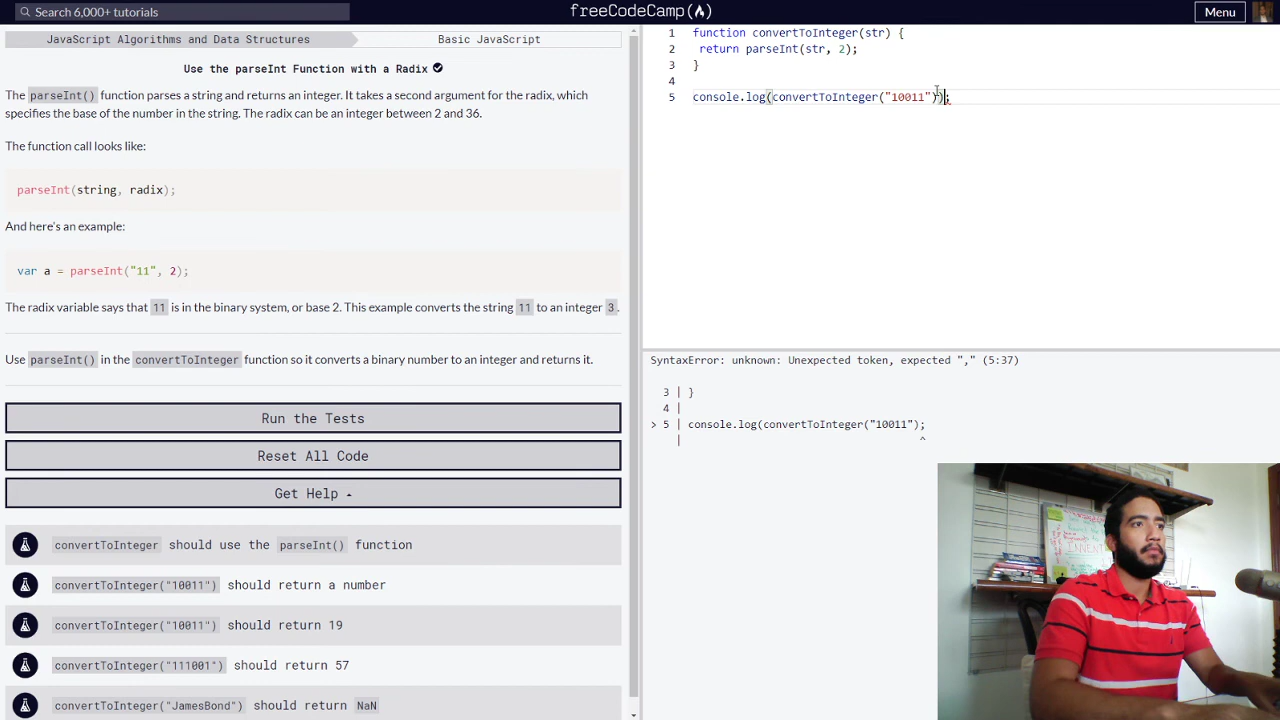 Search 6,000+ tutorials
freeCodeCamp
Menu
JavaScript Algorithms and Data Structures
Basic JavaScript
Use the parseInt Function with a Radix
The parseInt() function parses a string and returns an integer. It takes a second argument for the radix, which
specifies the base of the number in the string. The radix can be an integer between 2 and 36.
The function call looks like:
parseInt(string, radix);
And here's an example:
var a = parseInt("11", 2);
The radix variable says that 11 is in the binary system, or base 2. This example converts the string 11 to an integer 3.
Use parseInt() in the convertToInteger function so it converts a binary number to an integer and returns it.
Run the Tests
Reset All Code
Get Help
convertToInteger should use the parseInt() function
convertToInteger("10011") should return a number
convertToInteger("10011") should return 19
convertToInteger("111001") should return 57
convertToInteger("JamesBond") should return NaN
1 function convertToInteger(str) {
2 return parseInt(str, 2);
3 }
4
5 console.log(convertToInteger("10011"));
SyntaxError: unknown: Unexpected token, expected "," (5:37)
3 | }
4 |
> 5 | console.log(convertToInteger("10011");
| ^
INVENT